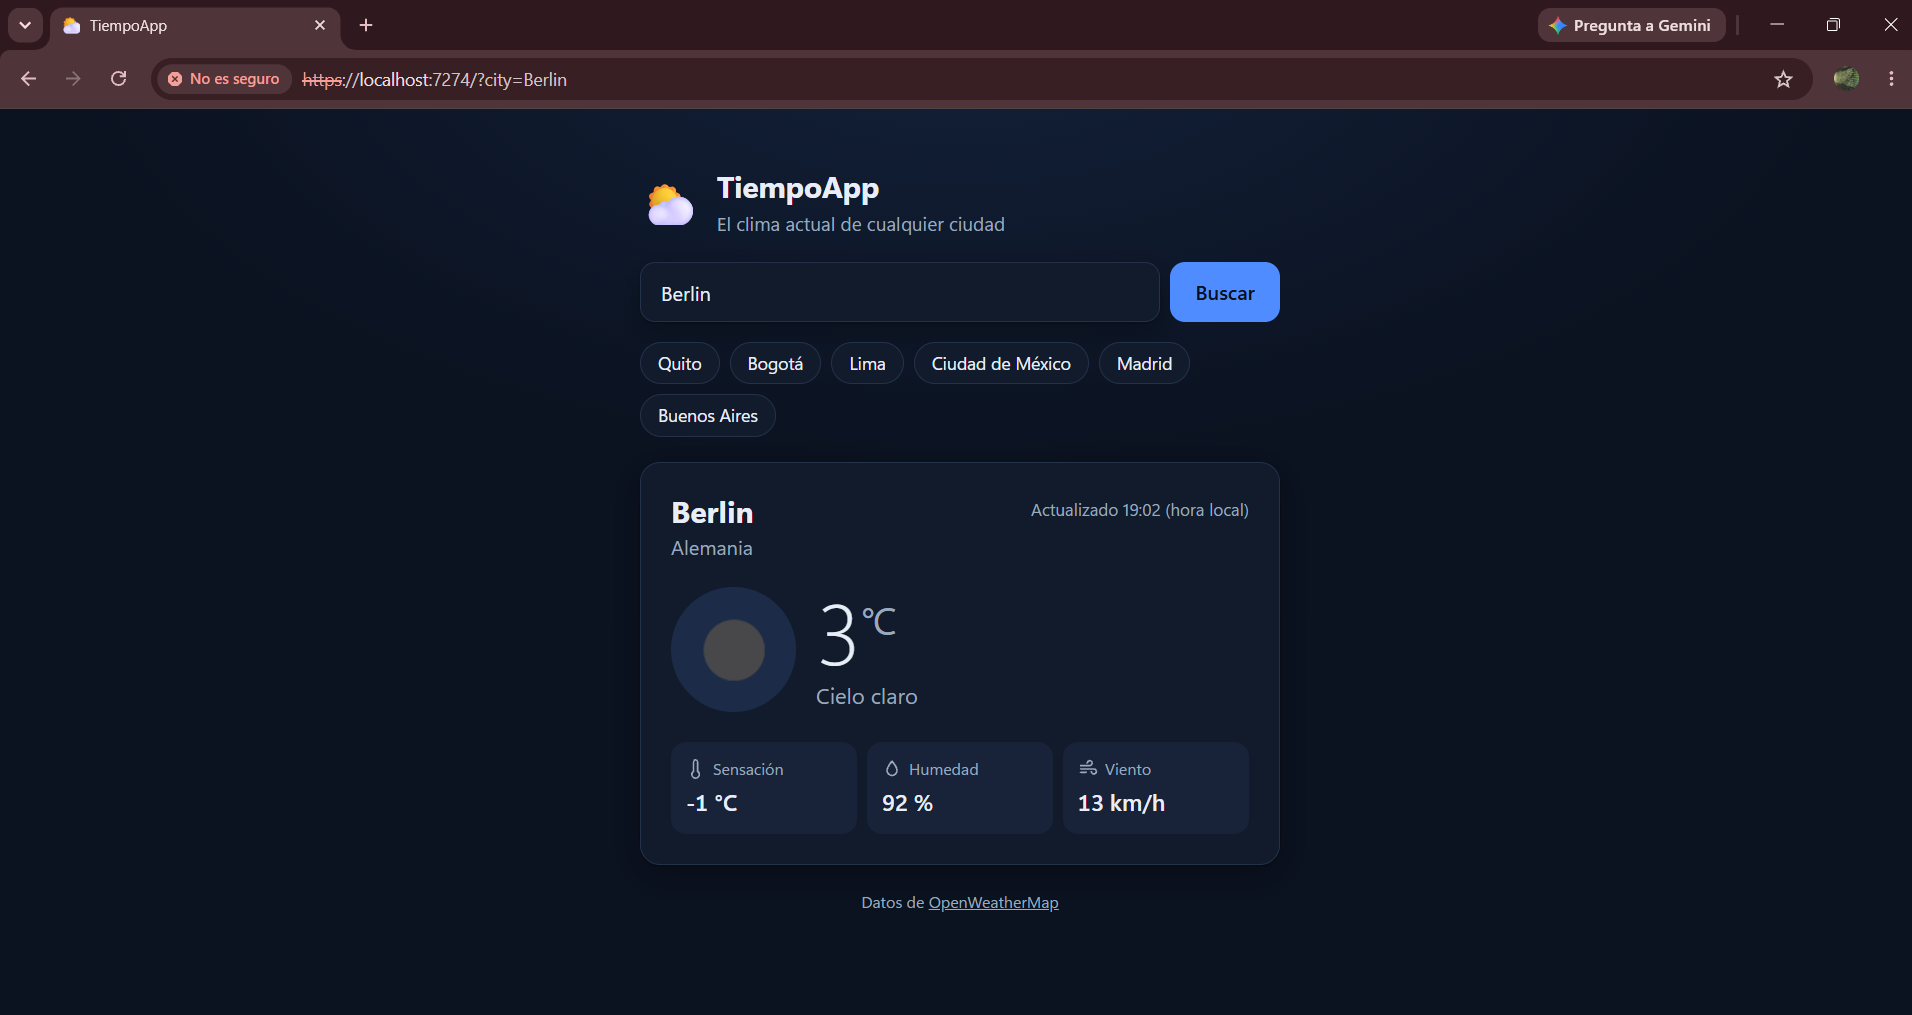 TiempoApp
Pregunta a Gemini
No es seguro https://localhost:7274/?city=Berlin
TiempoApp
El clima actual de cualquier ciudad
Berlin
Buscar
Quito Bogotá Lima Ciudad de México Madrid
Buenos Aires
Berlin
Actualizado 19:02 (hora local)
Alemania
3 °C
Cielo claro
Sensación
-1 °C
Humedad
92 %
Viento
13 km/h
Datos de OpenWeatherMap